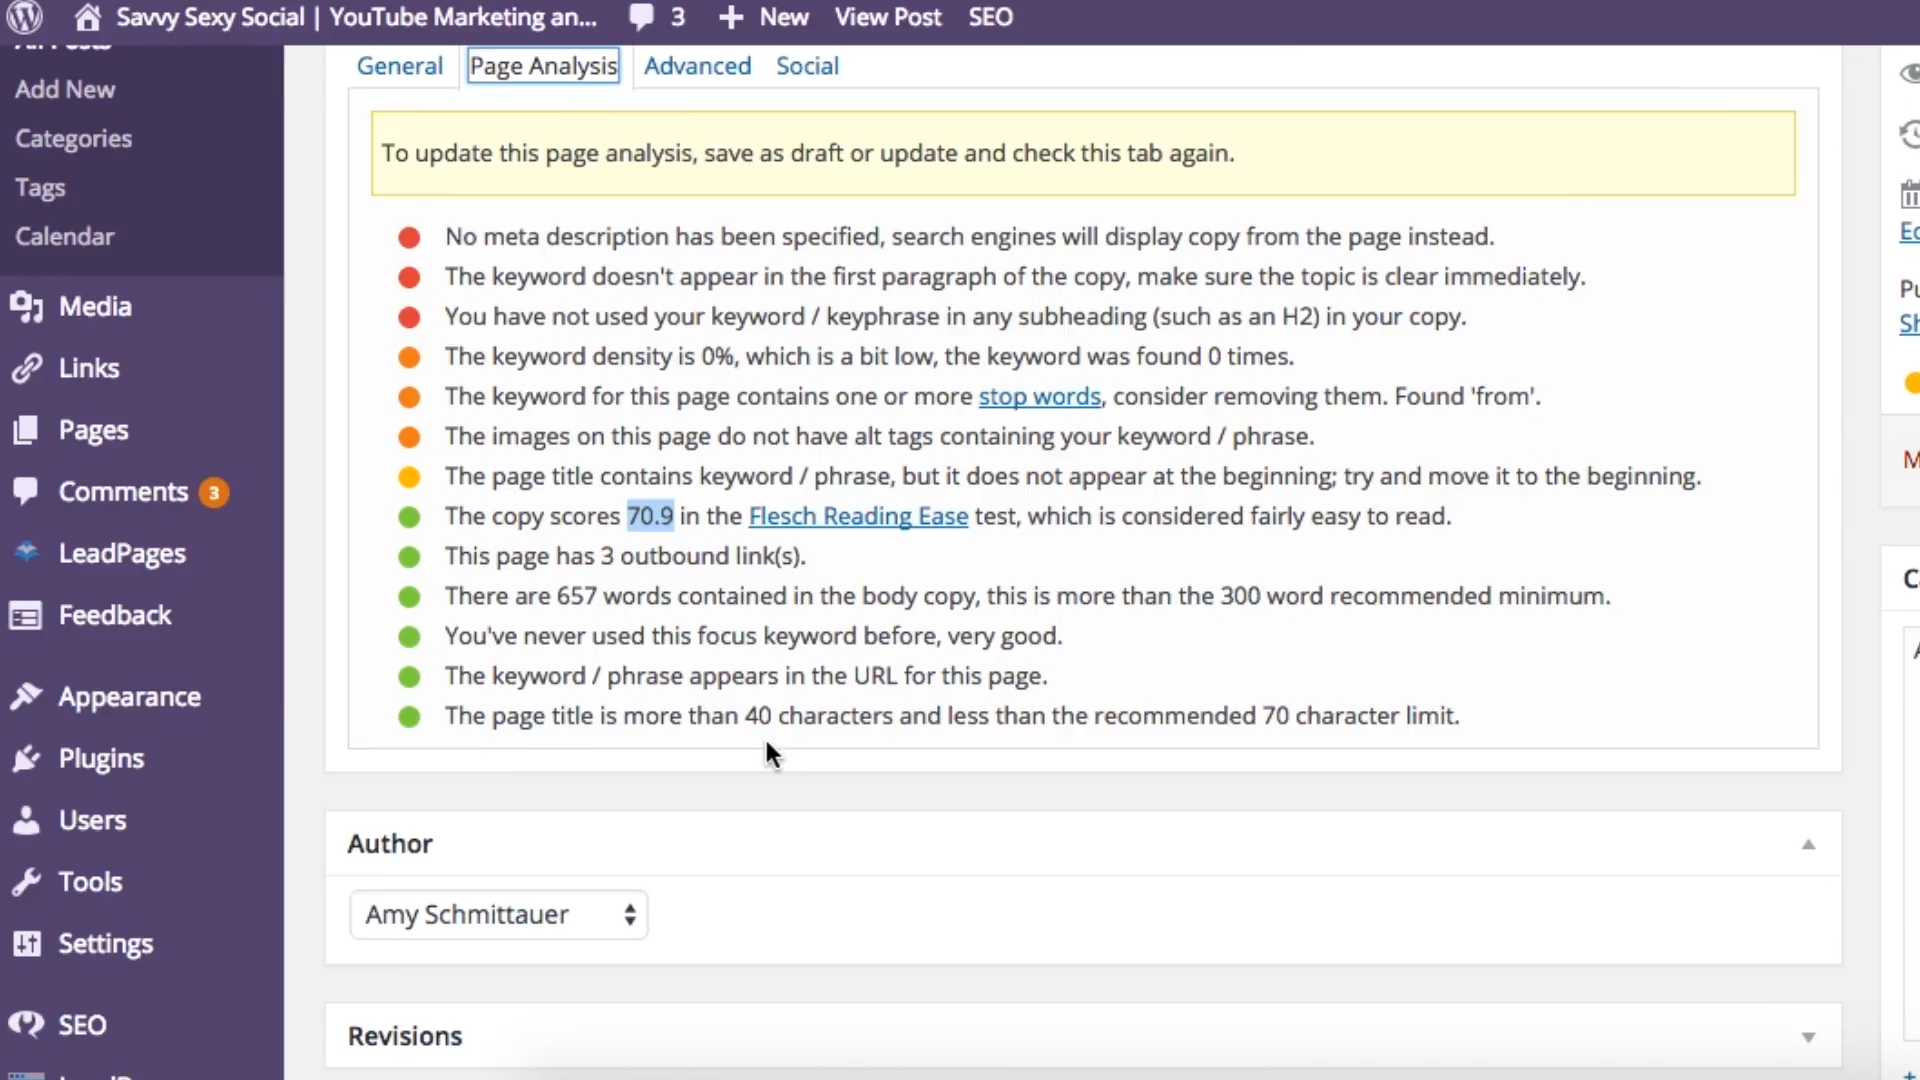 Savvy Sexy Social | YouTube Marketing an... 3 New View Post SEO
All Posts
Add New
Categories
Tags
Calendar
Media
Links
Pages
Comments 3
LeadPages
Feedback
Appearance
Plugins
Users
Tools
Settings
SEO
General Page Analysis Advanced Social
To update this page analysis, save as draft or update and check this tab again.
No meta description has been specified, search engines will display copy from the page instead.
The keyword doesn't appear in the first paragraph of the copy, make sure the topic is clear immediately.
You have not used your keyword / keyphrase in any subheading (such as an H2) in your copy.
The keyword density is 0%, which is a bit low, the keyword was found 0 times.
The keyword for this page contains one or more stop words, consider removing them. Found 'from'.
The images on this page do not have alt tags containing your keyword / phrase.
The page title contains keyword / phrase, but it does not appear at the beginning; try and move it to the beginning.
The copy scores 70.9 in the Flesch Reading Ease test, which is considered fairly easy to read.
This page has 3 outbound link(s).
There are 657 words contained in the body copy, this is more than the 300 word recommended minimum.
You've never used this focus keyword before, very good.
The keyword / phrase appears in the URL for this page.
The page title is more than 40 characters and less than the recommended 70 character limit.
Author
Amy Schmittauer
Revisions